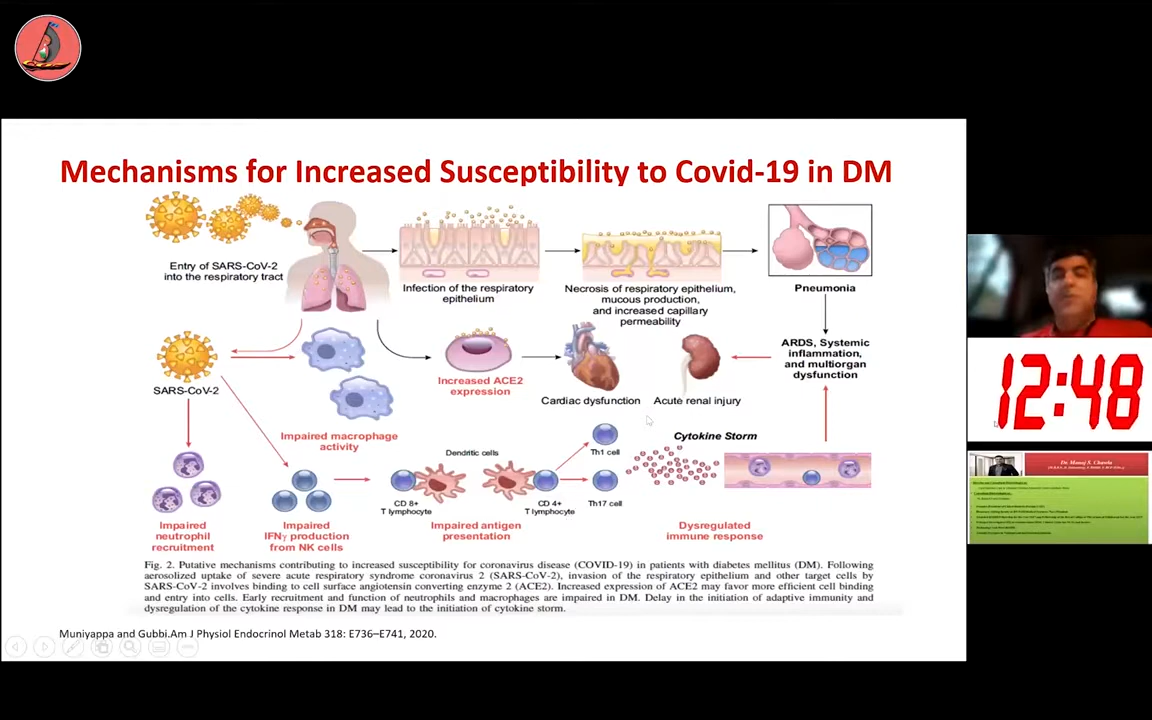 Mechanisms for Increased Susceptibility to Covid-19 in DM
Entry of SARS-CoV-2
into the respiratory tract
Infection of the respiratory
epithelium
Necrosis of respiratory epithelium,
mucous production,
and increased capillary
permeability
Pneumonia
SARS-CoV-2
Impaired macrophage
activity
Increased ACE2
expression
Cardiac dysfunction
Acute renal injury
ARDS, Systemic
inflammation,
and multiorgan
dysfunction
Impaired
neutrophil
recruitment
Impaired
IFNγ production
from NK cells
Dendritic cells
CD 8+
T lymphocyte
CD 4+
T lymphocyte
Impaired antigen
presentation
Th1 cell
Th17 cell
Cytokine Storm
Dysregulated
immune response
Fig. 2. Putative mechanisms contributing to increased susceptibility for coronavirus disease (COVID-19) in patients with diabetes mellitus (DM). Following
aerosolized uptake of severe acute respiratory syndrome coronavirus 2 (SARS-CoV-2), invasion of the respiratory epithelium and other target cells by
SARS-CoV-2 involves binding to cell surface angiotensin converting enzyme 2 (ACE2). Increased expression of ACE2 may favor more efficient cell binding
and entry into cells. Early recruitment and function of neutrophils and macrophages are impaired in DM. Delay in the initiation of adaptive immunity and
dysregulation of the cytokine response in DM may lead to the initiation of cytokine storm.
Muniyappa and Gubbi.Am J Physiol Endocrinol Metab 318: E736–E741, 2020.
12:48
Dr. Manoj S. Chawla